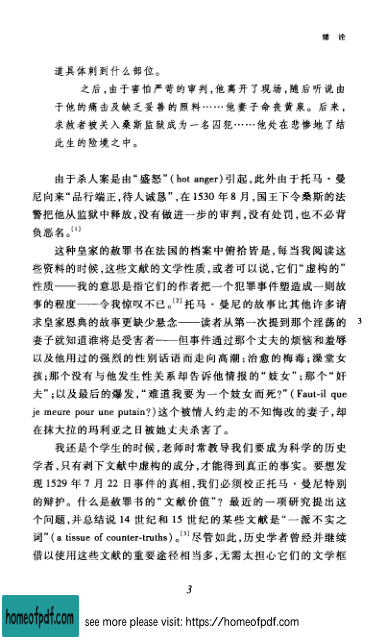 绪 论
道具体刺到什么部位。
之后,由于害怕严苛的审判,他离开了现场,随后听说由
于他的痛击及缺乏妥善的照料……他妻子命丧黄泉。后来,
求赦者被关入桑斯监狱成为一名囚犯……他处在悲惨地了结
此生的险境之中。
由于杀人案是由“盛怒”(hot anger)引起,此外由于托马·曼
尼向来“品行端正,待人诚恳”,在1530年8月,国王下令桑斯的法
警把他从监狱中释放,没有做进一步的审判,没有处罚,也不必背
负恶名。[1]
这种皇家的赦罪书在法国的档案中俯拾皆是,每当我阅读这
些资料的时候,这些文献的文学性质,或者可以说,它们“虚构的”
性质——我的意思是指它们的作者把一个犯罪事件塑造成一则故
事的程度——令我惊叹不已。[2]托马·曼尼的故事比其他许多请
求皇家恩典的故事更缺少悬念——读者从第一次提到那个淫荡的 3
妻子就知道谁将是受害者——但事件通过那个丈夫的烦恼和羞辱
以及他用过的强烈的性别话语而走向高潮:治愈的梅毒;澡堂女
孩;那个没有与他发生性关系却告诉他情报的“妓女”;那个“奸
夫”;以及最后的爆发,“难道我要为一个妓女而死?”(Faut-il que
je meure pour une putain?)这个被情人约走的不知悔改的妻子,却
在抹大拉的玛利亚之日被她丈夫杀害了。
我还是个学生的时候,老师时常教导我们要成为科学的历史
学者,只有剥下文献中虚构的成分,才能得到真正的事实。要想发
现1529年7月22日事件的真相,我们必须校正托马·曼尼特别
的辩护。什么是赦罪书的“文献价值”?最近的一项研究提出这
个问题,并总结说14世纪和15世纪的某些文献是“一派不实之
词”(a tissue of counter-truths)。[3]尽管如此,历史学者曾经并继续
借以使用这些文献的重要途径相当多,无需太担心它们的文学框
3
homeofpdf.com
see more please visit: https://homeofpdf.com